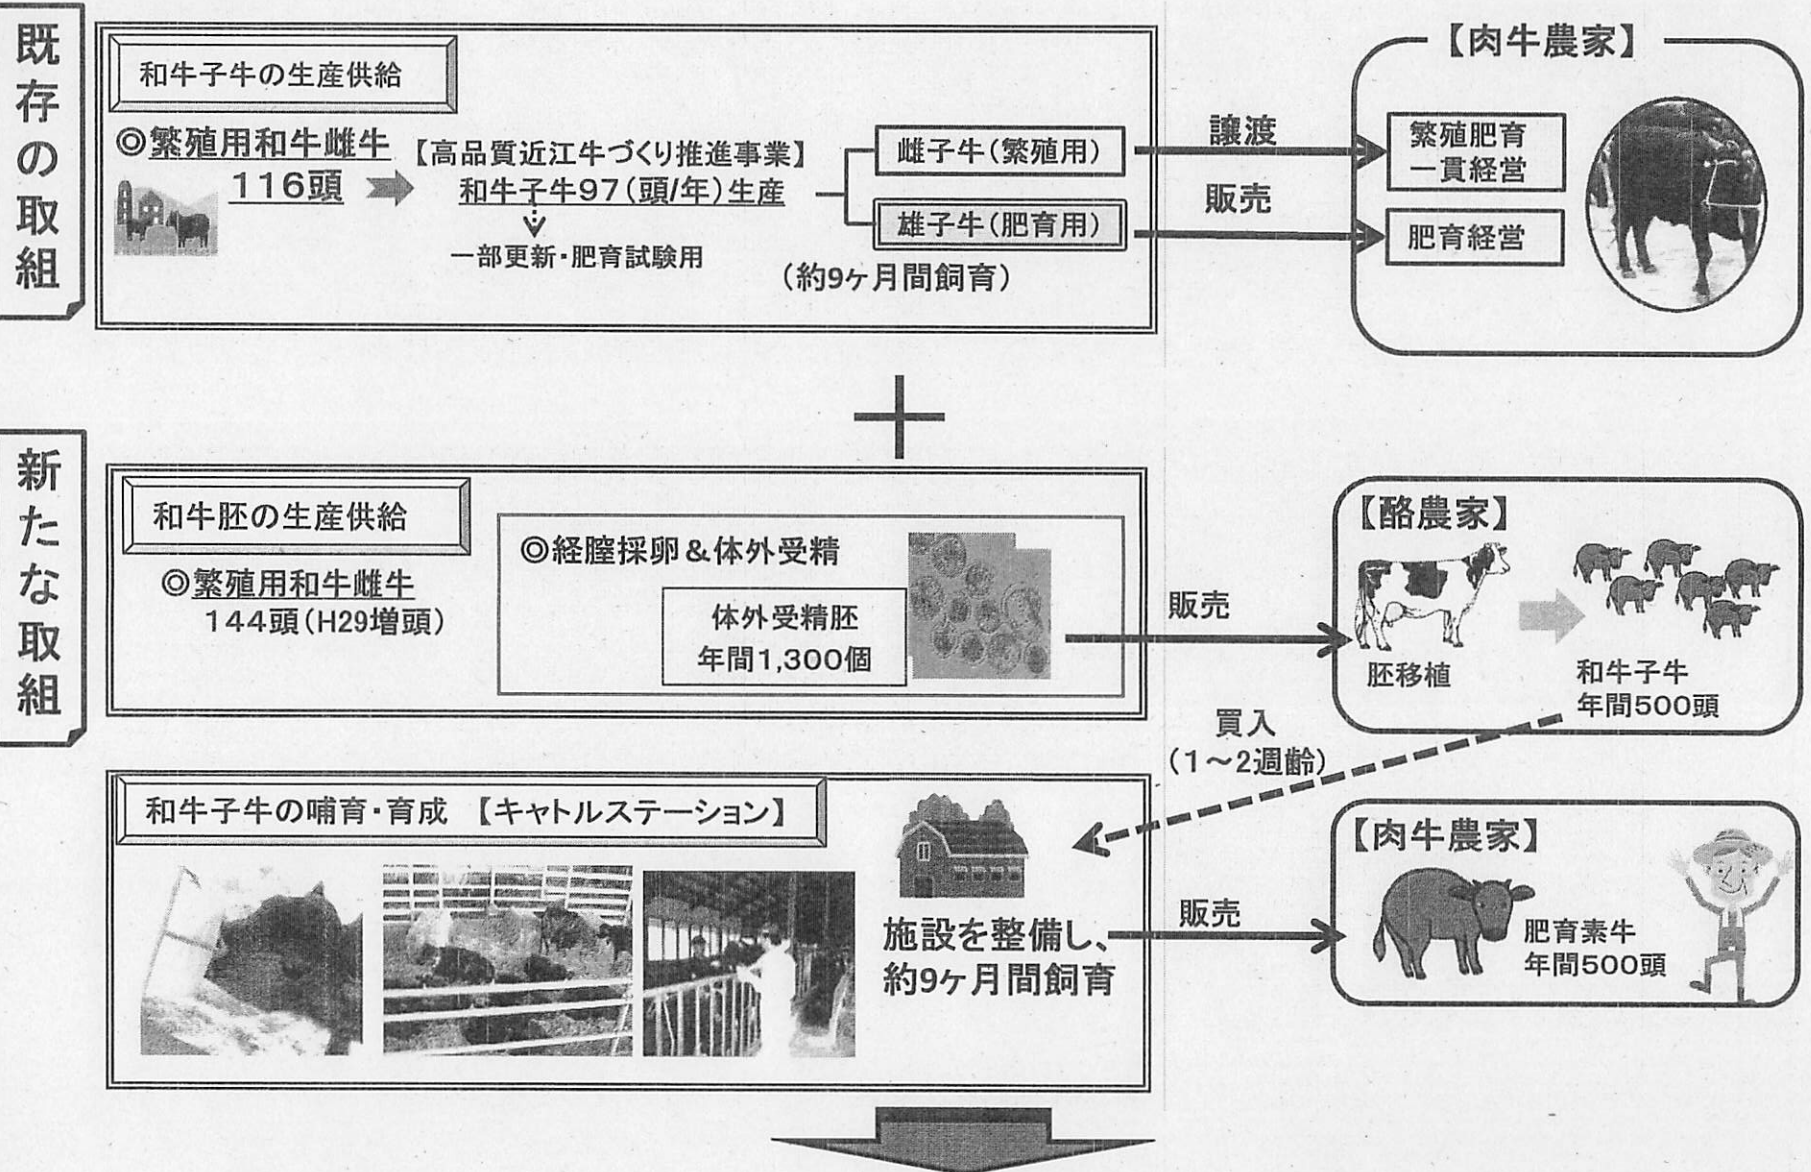 既存の取組
和牛子牛の生産供給
◎繁殖用和牛雌牛
116頭
【高品質近江牛づくり推進事業】
和牛子牛97(頭/年)生産
一部更新・肥育試験用
雌子牛(繁殖用)
雄子牛(肥育用)
(約9ヶ月間飼育)
譲渡
販売
【肉牛農家】
繁殖肥育
一貫経営
肥育経営
+
新たな取組
和牛胚の生産供給
◎繁殖用和牛雌牛
144頭(H29増頭)
◎経膣採卵&体外受精
体外受精胚
年間1,300個
販売
【酪農家】
胚移植
和牛子牛
年間500頭
買入
(1~2週齢)
和牛子牛の哺育・育成 【キャトルステーション】
施設を整備し、
約9ヶ月間飼育
販売
【肉牛農家】
肥育素牛
年間500頭